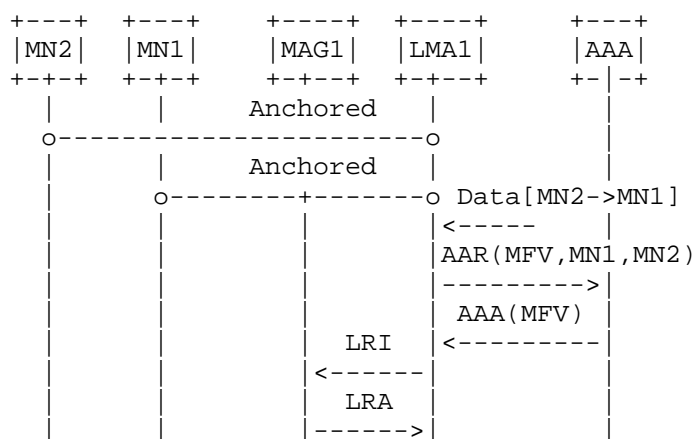 MN2 MN1 MAG1 LMA1 AAA
Anchored
Anchored
Data[MN2->MN1]
AAR(MFV,MN1,MN2)
AAA(MFV)
LRI
LRA